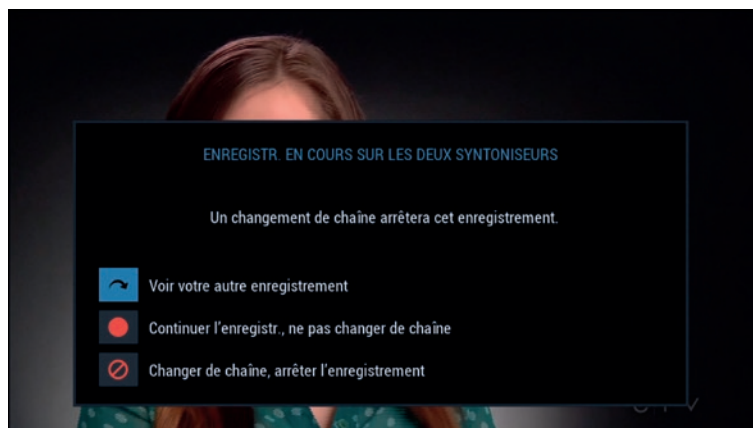 ENREGISTR. EN COURS SUR LES DEUX SYNTONISEURS
Un changement de chaîne arrêtera cet enregistrement.
Voir votre autre enregistrement
Continuer l'enregistr., ne pas changer de chaîne
Changer de chaîne, arrêter l'enregistrement